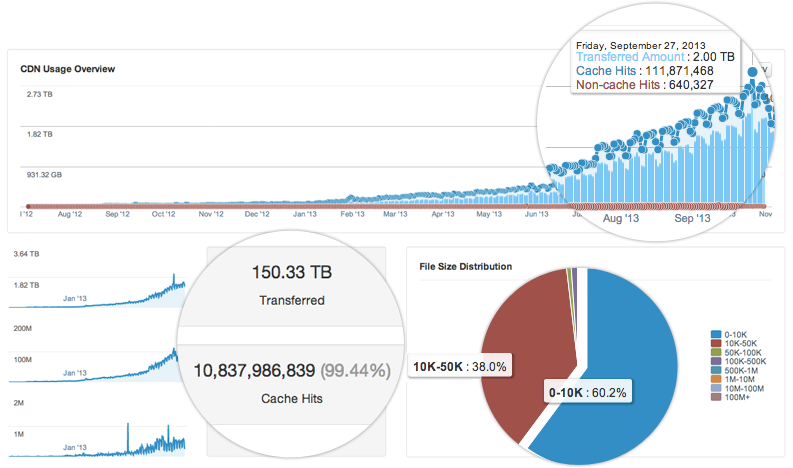 CDN Usage Overview
2.73 TB
1.82 TB
931.32 GB
Friday, September 27, 2013
Transferred Amount : 2.00 TB
Cache Hits : 111,871,468
Non-cache Hits : 640,327
Aug '12
Sep '12
Oct '12
Nov '12
Dec '12
Jan '13
Feb '13
Mar '13
Apr '13
May '13
Jun '13
Aug '13
Sep '13
Nov
3.64 TB
1.82 TB
Jan '13
200M
100M
Jan '13
2M
1M
Jan '13
150.33 TB
Transferred
10,837,986,839 (99.44%)
Cache Hits
File Size Distribution
10K-50K : 38.0%
0-10K : 60.2%
0-10K
10K-50K
50K-100K
100K-500K
500K-1M
1M-10M
10M-100M
100M+